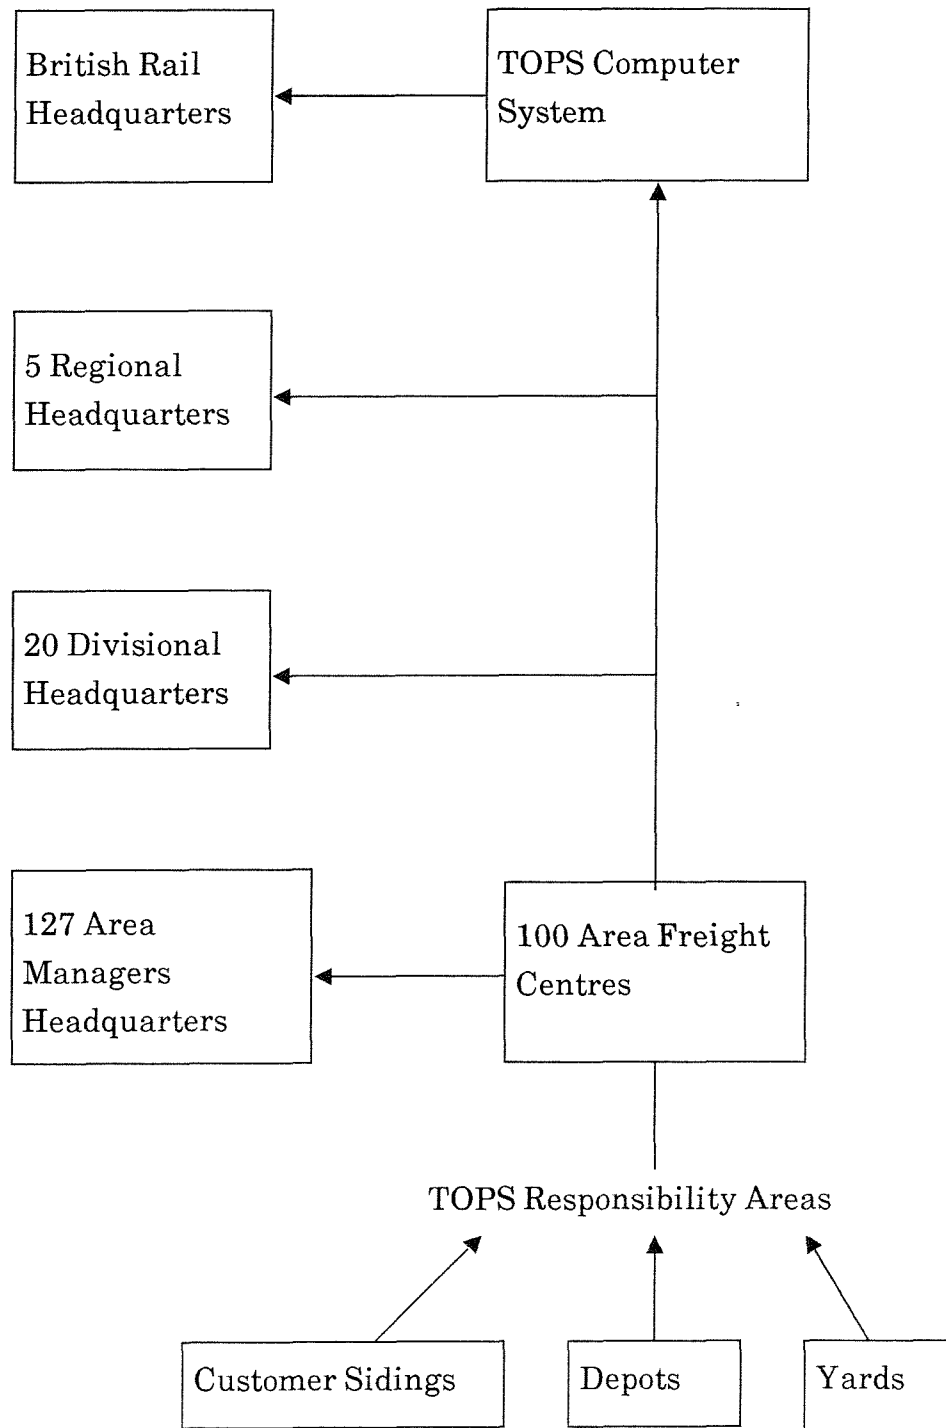 British Rail
Headquarters
TOPS Computer
System
5 Regional
Headquarters
20 Divisional
Headquarters
127 Area
Managers
Headquarters
100 Area Freight
Centres
TOPS Responsibility Areas
Customer Sidings
Depots
Yards